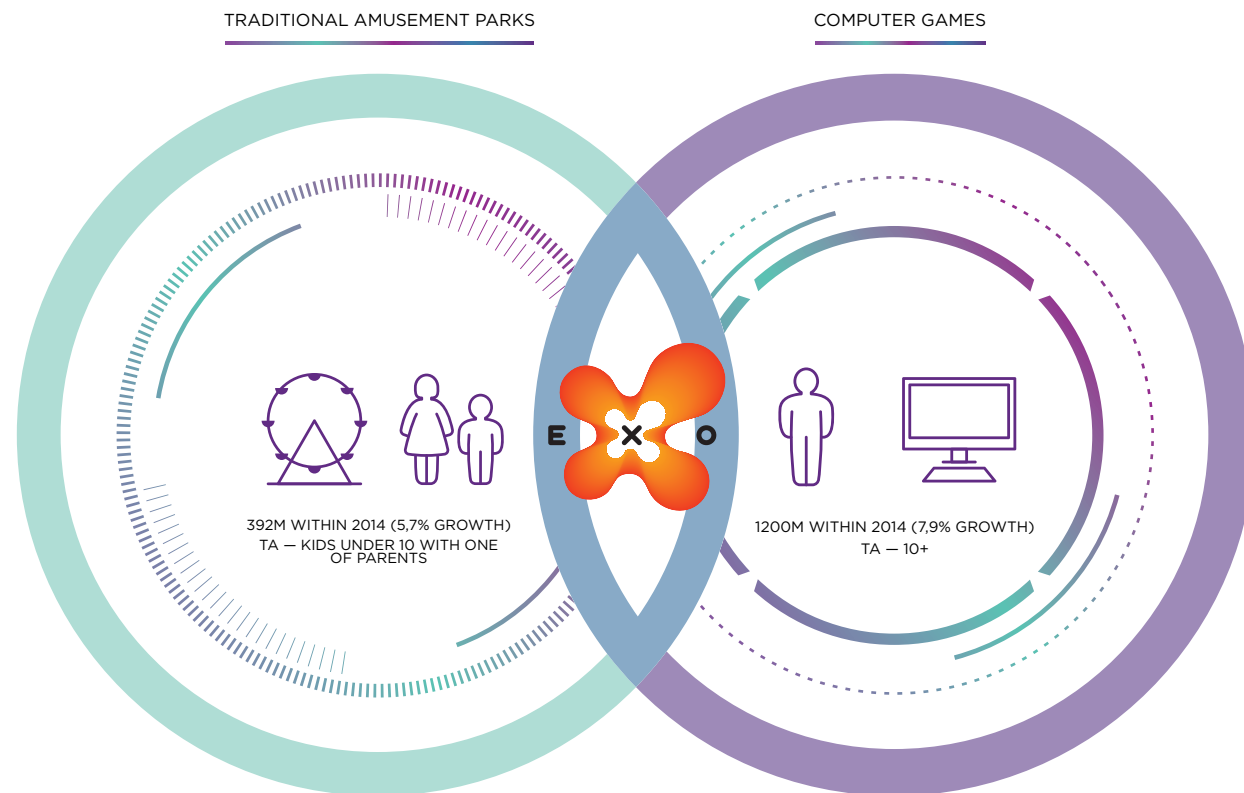 TRADITIONAL AMUSEMENT PARKS
COMPUTER GAMES
E X O
392M WITHIN 2014 (5,7% GROWTH)
TA — KIDS UNDER 10 WITH ONE
OF PARENTS
1200M WITHIN 2014 (7,9% GROWTH)
TA — 10+